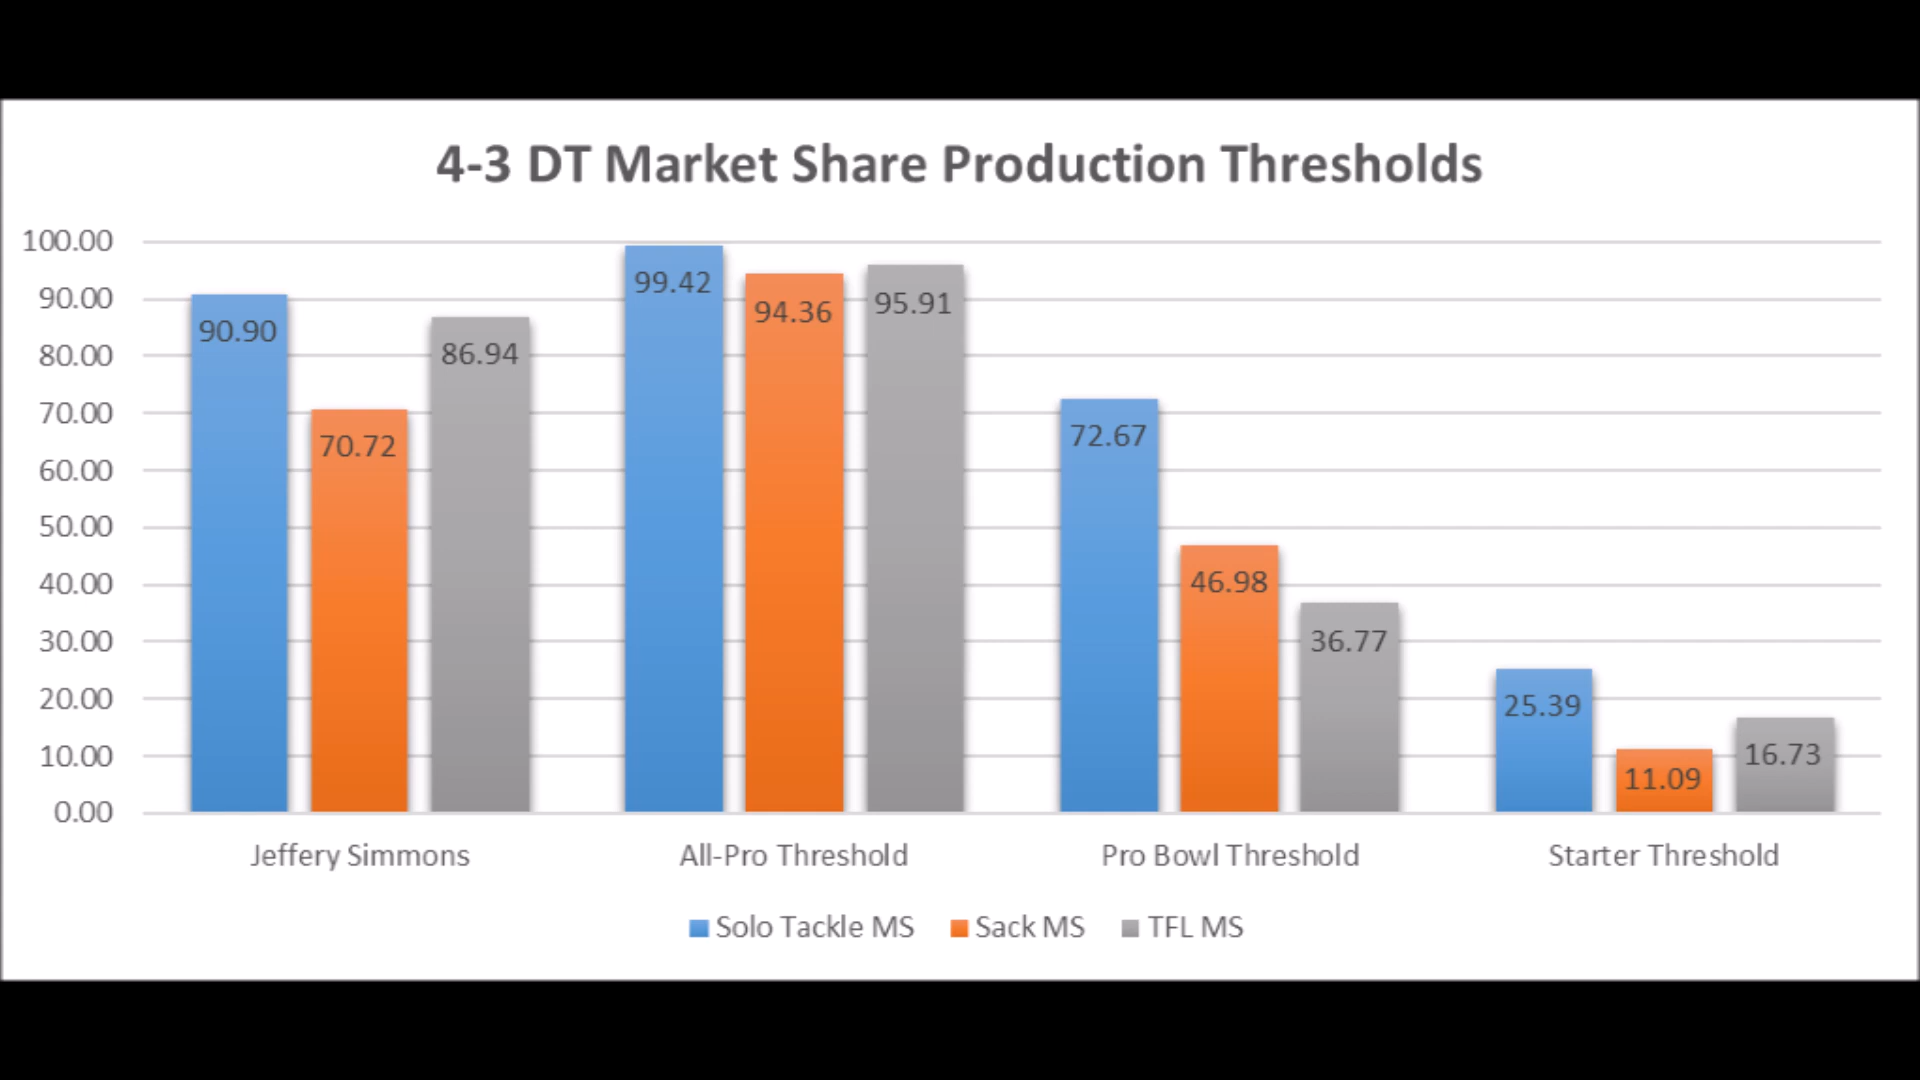 4-3 DT Market Share Production Thresholds
100.00
90.00
80.00
70.00
60.00
50.00
40.00
30.00
20.00
10.00
0.00
90.90
70.72
86.94
99.42
94.36
95.91
72.67
46.98
36.77
25.39
11.09
16.73
Jeffery Simmons
All-Pro Threshold
Pro Bowl Threshold
Starter Threshold
Solo Tackle MS
Sack MS
TFL MS